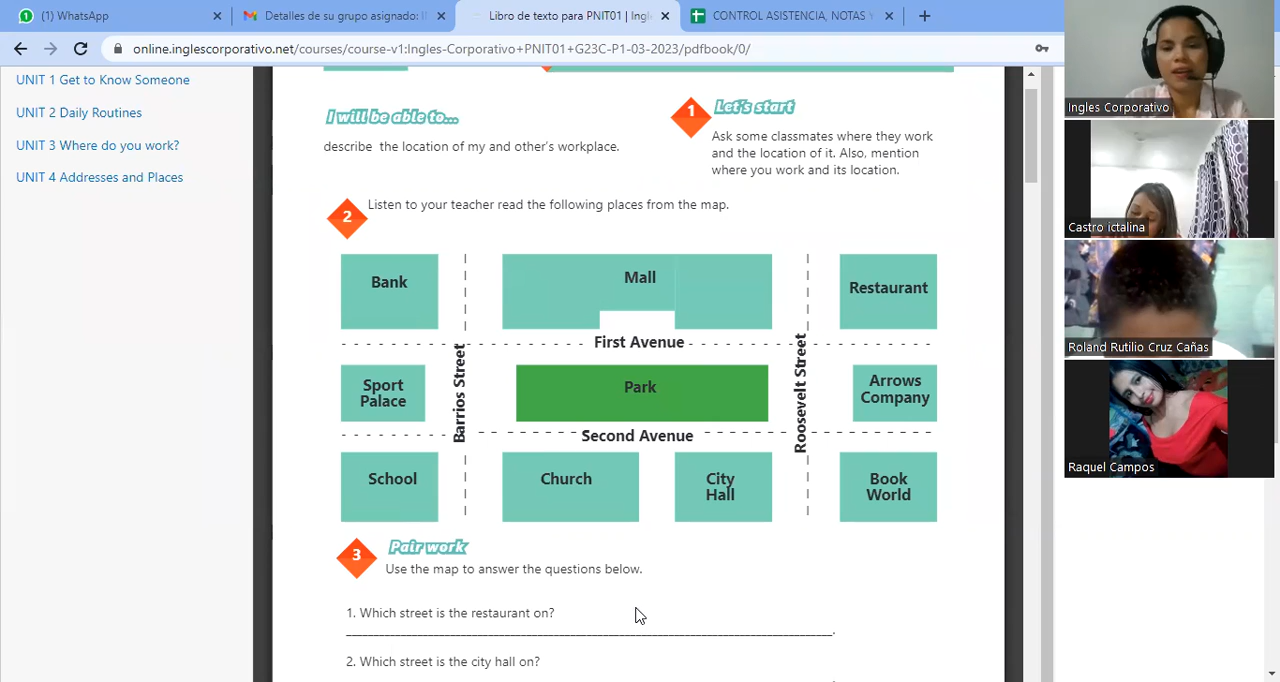 (1) WhatsApp
Detalles de su grupo asignado: I
Libro de texto para PNIT01 | Ingl
CONTROL ASISTENCIA, NOTAS Y
online.inglescorporativo.net/courses/course-v1:Ingles-Corporativo+PNIT01+G23C-P1-03-2023/pdfbook/0/
UNIT 1 Get to Know Someone
UNIT 2 Daily Routines
UNIT 3 Where do you work?
UNIT 4 Addresses and Places
I will be able to...
describe the location of my and other's workplace.
1
Let's start
Ask some classmates where they work
and the location of it. Also, mention
where you work and its location.
2
Listen to your teacher read the following places from the map.
Bank
Mall
Restaurant
First Avenue
Sport
Palace
Barrios Street
Park
Roosevelt Street
Arrows
Company
Second Avenue
School
Church
City
Hall
Book
World
3
Pair work
Use the map to answer the questions below.
1. Which street is the restaurant on?
2. Which street is the city hall on?
Ingles Corporativo
Castro ictalina
Roland Rutilio Cruz Cañas
Raquel Campos